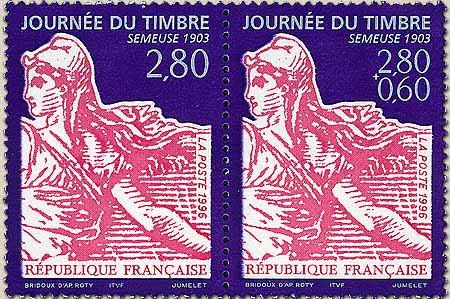 JOURNÉE DU TIMBRE
SEMEUSE 1903
2,80
LA POSTE 1996
RÉPUBLIQUE FRANÇAISE
BRIDOUX D'AP. ROTY ITVF JUMELET
JOURNÉE DU TIMBRE
SEMEUSE 1903
2,80
+0,60
LA POSTE 1996
RÉPUBLIQUE FRANÇAISE
BRIDOUX D'AP. ROTY ITVF JUMELET